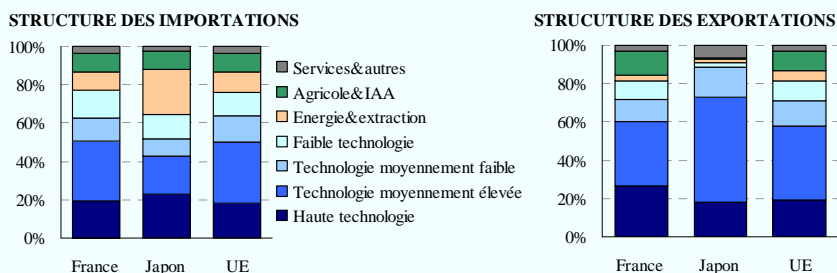 STRUCTURE DES IMPORTATIONS
100%
80%
60%
40%
20%
0%
France Japon UE
Services&autres
Agricole&IAA
Energie&extraction
Faible technologie
Technologie moyennement faible
Technologie moyennement élevée
Haute technologie
STRUCUTURE DES EXPORTATIONS
100%
80%
60%
40%
20%
0%
France Japon UE